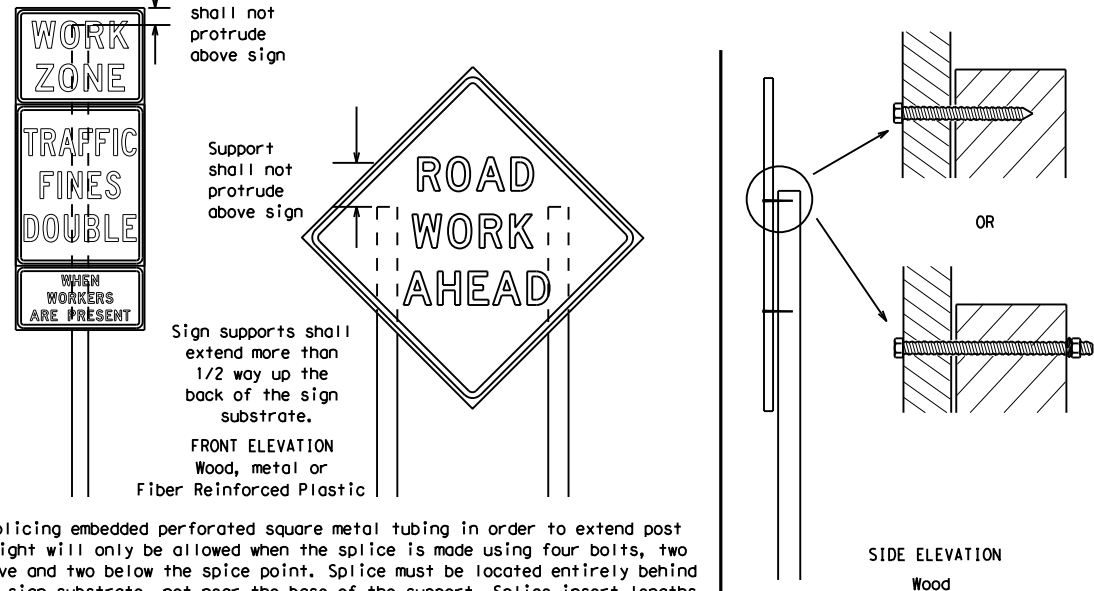 shall not
protrude
above sign
WORK
ZONE
TRAFFIC
FINES
DOUBLE
WHEN
WORKERS
ARE PRESENT
Support
shall not
protrude
above sign
ROAD
WORK
AHEAD
Sign supports shall
extend more than
1/2 way up the
back of the sign
substrate.
FRONT ELEVATION
Wood, metal or
Fiber Reinforced Plastic
OR
SIDE ELEVATION
Wood
plicing embedded perforated square metal tubing in order to extend post
ight will only be allowed when the splice is made using four bolts, two
ve and two below the spice point. Splice must be located entirely behind
sign substrate, not near the base of the support. Splice insert lengths